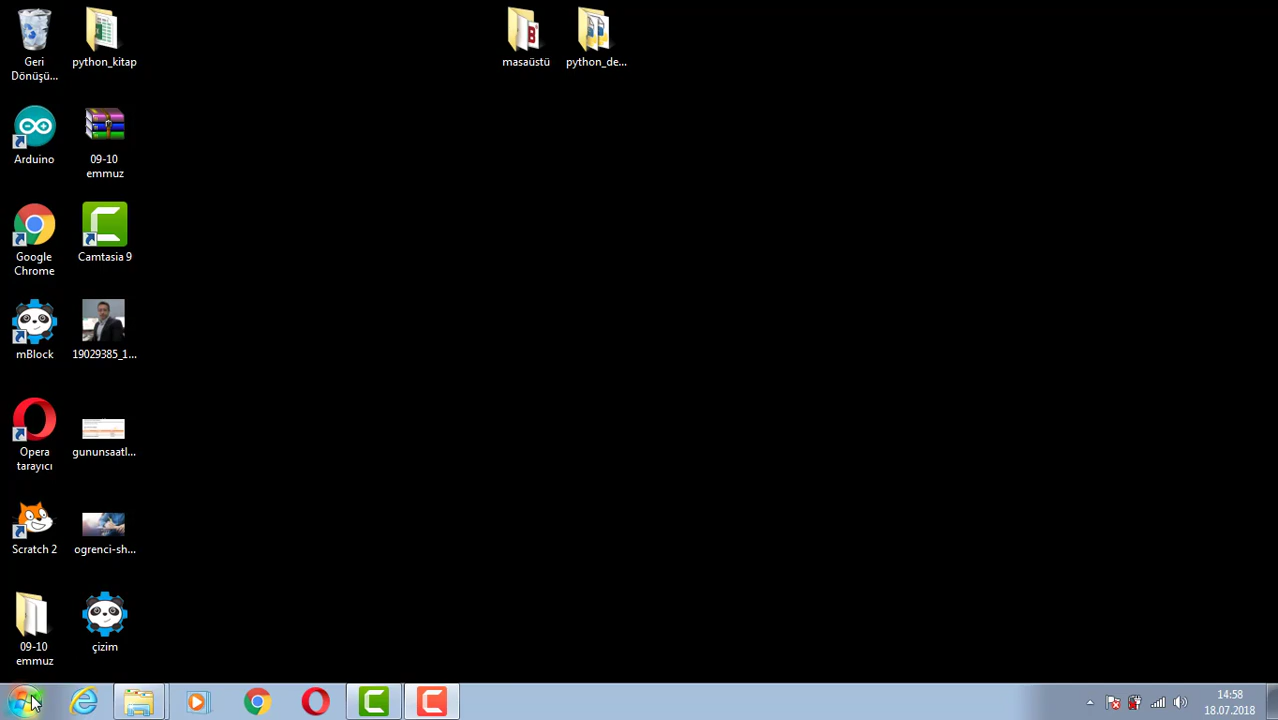 Geri
Dönüşü...
python_kitap
masaüstü
python_de...
Arduino
09-10
emmuz
Google
Chrome
Camtasia 9
mBlock
19029385_1...
Opera
tarayıcı
gununsaatl...
Scratch 2
ogrenci-sh...
09-10
emmuz
çizim
14:58
18.07.2018